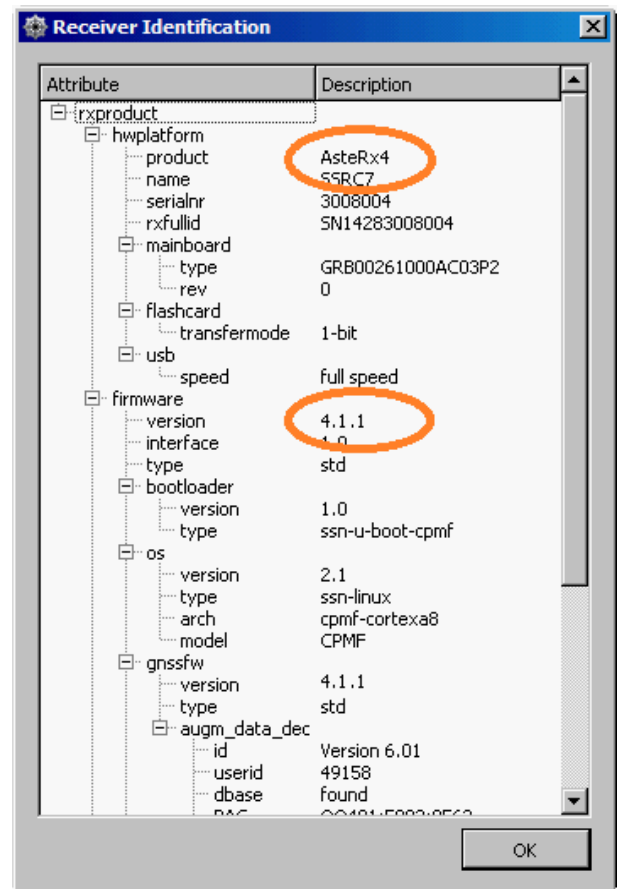 Receiver Identification
Attribute Description
rxproduct
hwplatform
product AsteRx4
name SSRC7
serialnr 3008004
rxfullid SN14283008004
mainboard
type GRB00261000AC03P2
rev 0
flashcard
transfermode 1-bit
usb
speed full speed
firmware
version 4.1.1
interface 1.0
type std
bootloader
version 1.0
type ssn-u-boot-cpmf
os
version 2.1
type ssn-linux
arch cpmf-cortexa8
model CPMF
gnssfw
version 4.1.1
type std
augm_data_dec
id Version 6.01
userid 49158
dbase found
OK